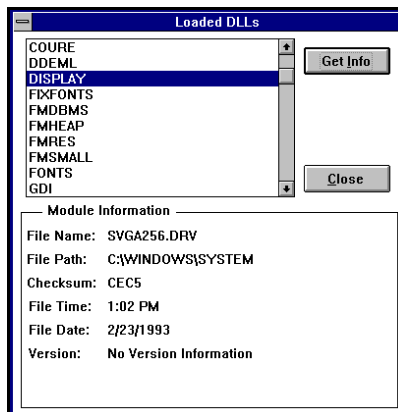 Loaded DLLs
COURE
DDEML
DISPLAY
FIXFONTS
FMDBMS
FMHEAP
FMRES
FMSMALL
FONTS
GDI
Get Info
Close
Module Information
File Name: SVGA256.DRV
File Path: C:\WINDOWS\SYSTEM
Checksum: CEC5
File Time: 1:02 PM
File Date: 2/23/1993
Version: No Version Information